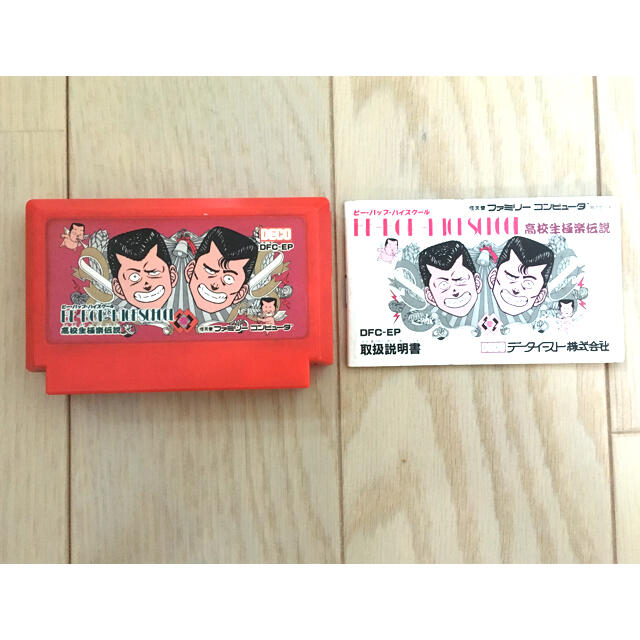 DECO
DFC-EP
ビー・バップ・ハイスクール
BE-BOP-HIGHSCHOOL
高校生極楽伝説
任天堂 ファミリー コンピュータ
任天堂 ファミリー コンピュータ
ビー・バップ・ハイスクール
BE-BOP-HIGHSCHOOL
高校生極楽伝説
DFC-EP
取扱説明書
DECO データイースト株式会社